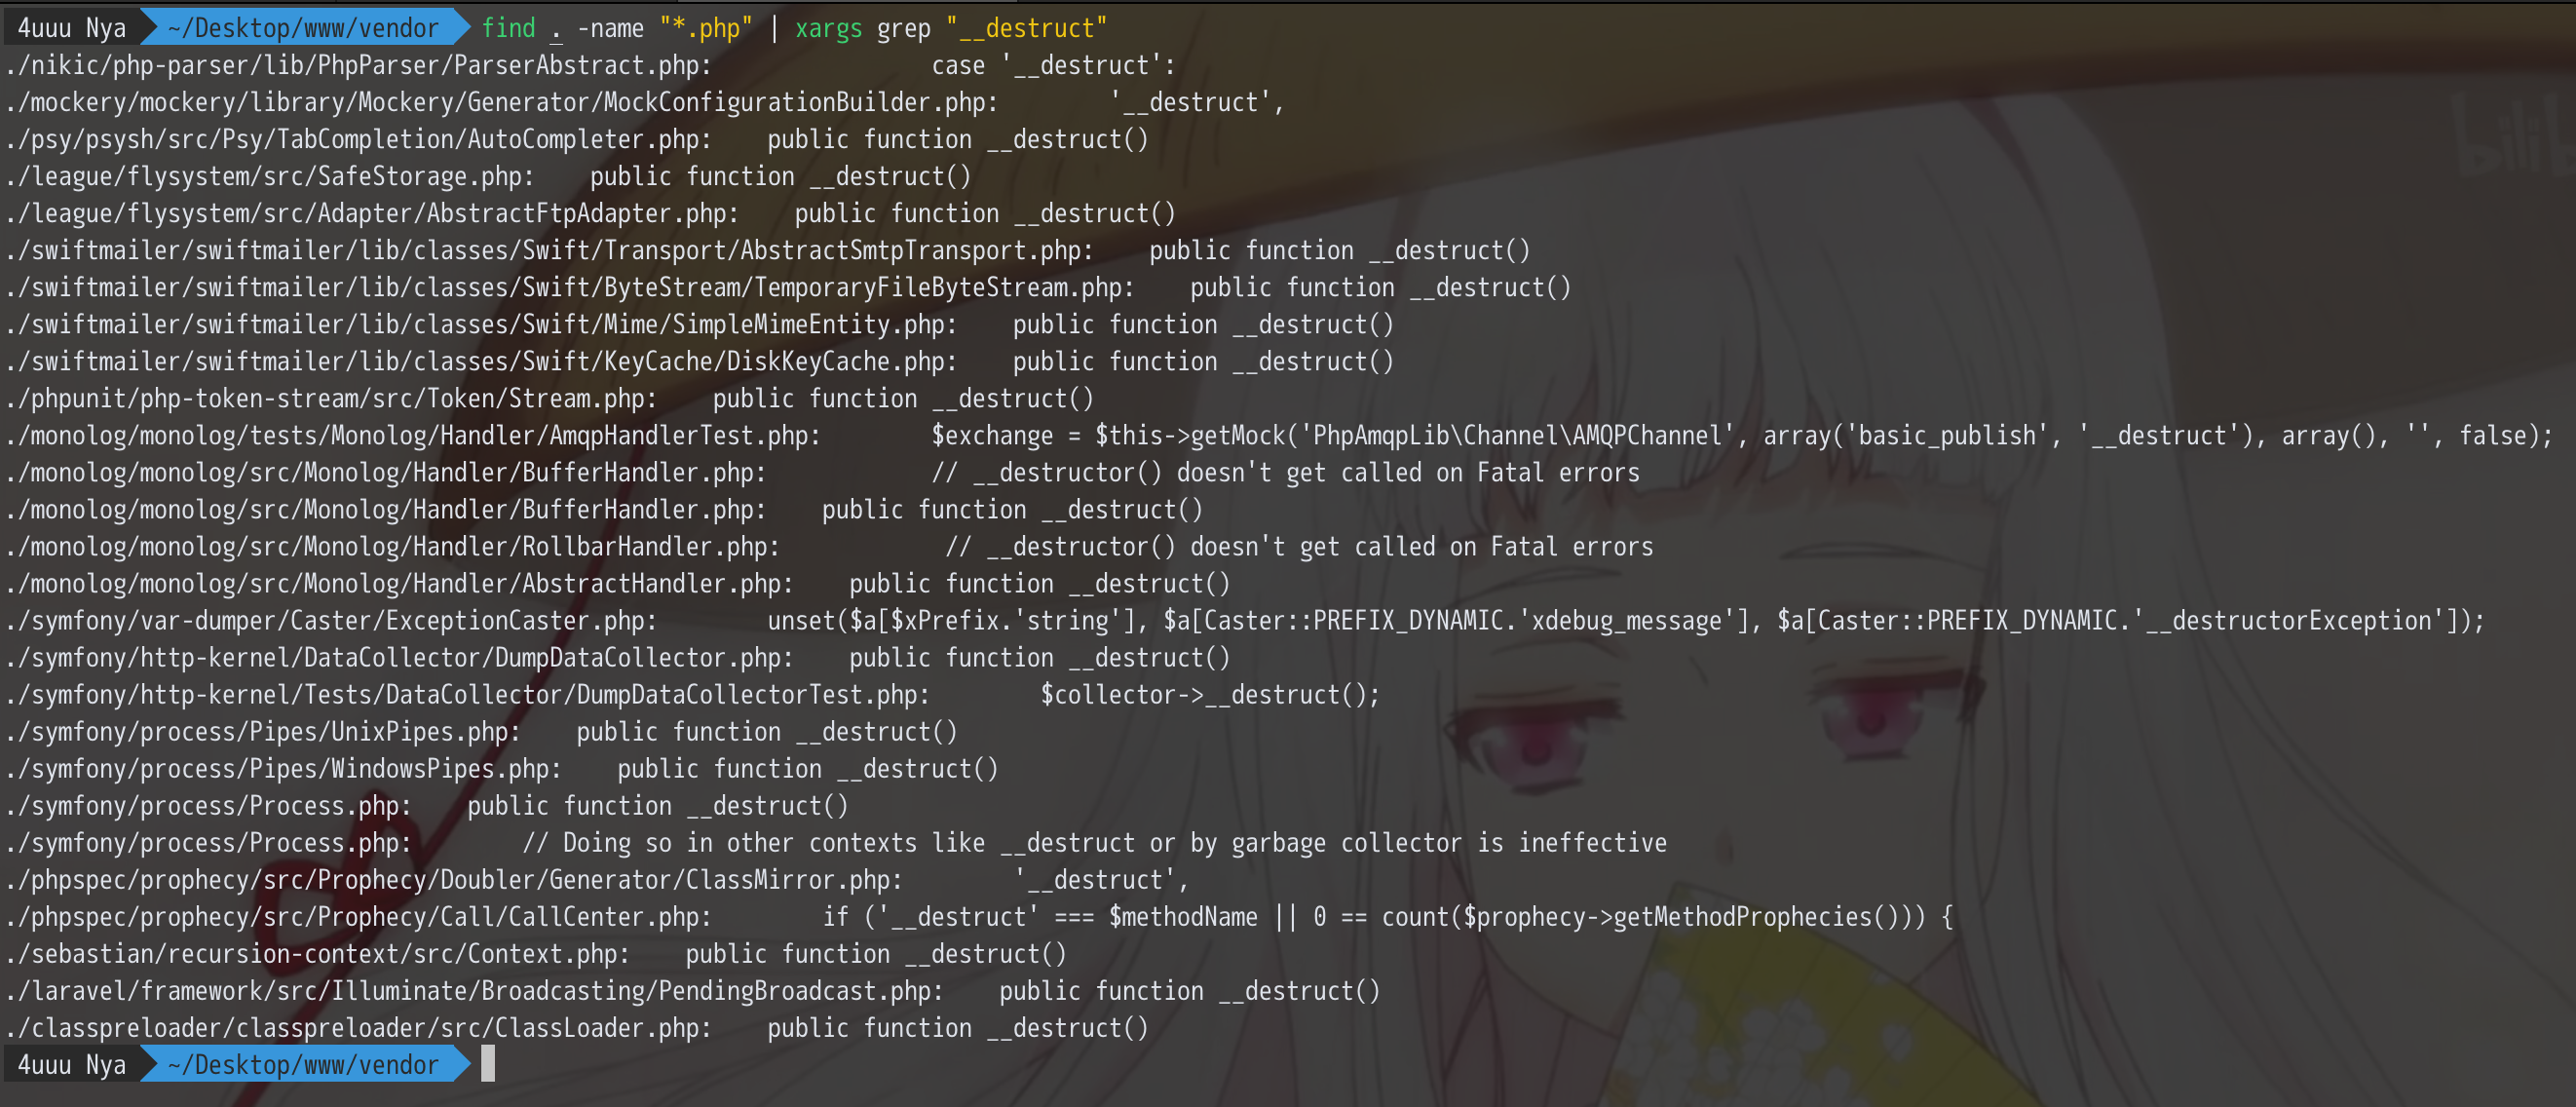 4uuu Nya ~/Desktop/www/vendor find . -name "*.php" | xargs grep "__destruct"
./nikic/php-parser/lib/PhpParser/ParserAbstract.php:                case '__destruct':
./mockery/mockery/library/Mockery/Generator/MockConfigurationBuilder.php:        '__destruct',
./psy/psysh/src/Psy/TabCompletion/AutoCompleter.php:    public function __destruct()
./league/flysystem/src/SafeStorage.php:    public function __destruct()
./league/flysystem/src/Adapter/AbstractFtpAdapter.php:    public function __destruct()
./swiftmailer/swiftmailer/lib/classes/Swift/Transport/AbstractSmtpTransport.php:    public function __destruct()
./swiftmailer/swiftmailer/lib/classes/Swift/ByteStream/TemporaryFileByteStream.php:    public function __destruct()
./swiftmailer/swiftmailer/lib/classes/Swift/Mime/SimpleMimeEntity.php:    public function __destruct()
./swiftmailer/swiftmailer/lib/classes/Swift/KeyCache/DiskKeyCache.php:    public function __destruct()
./phpunit/php-token-stream/src/Token/Stream.php:    public function __destruct()
./monolog/monolog/tests/Monolog/Handler/AmqpHandlerTest.php:        $exchange = $this->getMock('PhpAmqpLib\Channel\AMQPChannel', array('basic_publish', '__destruct'), array(), '', false);
./monolog/monolog/src/Monolog/Handler/BufferHandler.php:            // __destructor() doesn't get called on Fatal errors
./monolog/monolog/src/Monolog/Handler/BufferHandler.php:    public function __destruct()
./monolog/monolog/src/Monolog/Handler/RollbarHandler.php:            // __destructor() doesn't get called on Fatal errors
./monolog/monolog/src/Monolog/Handler/AbstractHandler.php:    public function __destruct()
./symfony/var-dumper/Caster/ExceptionCaster.php:        unset($a[$xPrefix.'string'], $a[Caster::PREFIX_DYNAMIC.'xdebug_message'], $a[Caster::PREFIX_DYNAMIC.'__destructorException']);
./symfony/http-kernel/DataCollector/DumpDataCollector.php:    public function __destruct()
./symfony/http-kernel/Tests/DataCollector/DumpDataCollectorTest.php:        $collector->__destruct();
./symfony/process/Pipes/UnixPipes.php:    public function __destruct()
./symfony/process/Pipes/WindowsPipes.php:    public function __destruct()
./symfony/process/Process.php:    public function __destruct()
./symfony/process/Process.php:        // Doing so in other contexts like __destruct or by garbage collector is ineffective
./phpspec/prophecy/src/Prophecy/Doubler/Generator/ClassMirror.php:        '__destruct',
./phpspec/prophecy/src/Prophecy/Call/CallCenter.php:        if ('__destruct' === $methodName || 0 == count($prophecy->getMethodProphecies())) {
./sebastian/recursion-context/src/Context.php:    public function __destruct()
./laravel/framework/src/Illuminate/Broadcasting/PendingBroadcast.php:    public function __destruct()
./classpreloader/classpreloader/src/ClassLoader.php:    public function __destruct()
4uuu Nya ~/Desktop/www/vendor